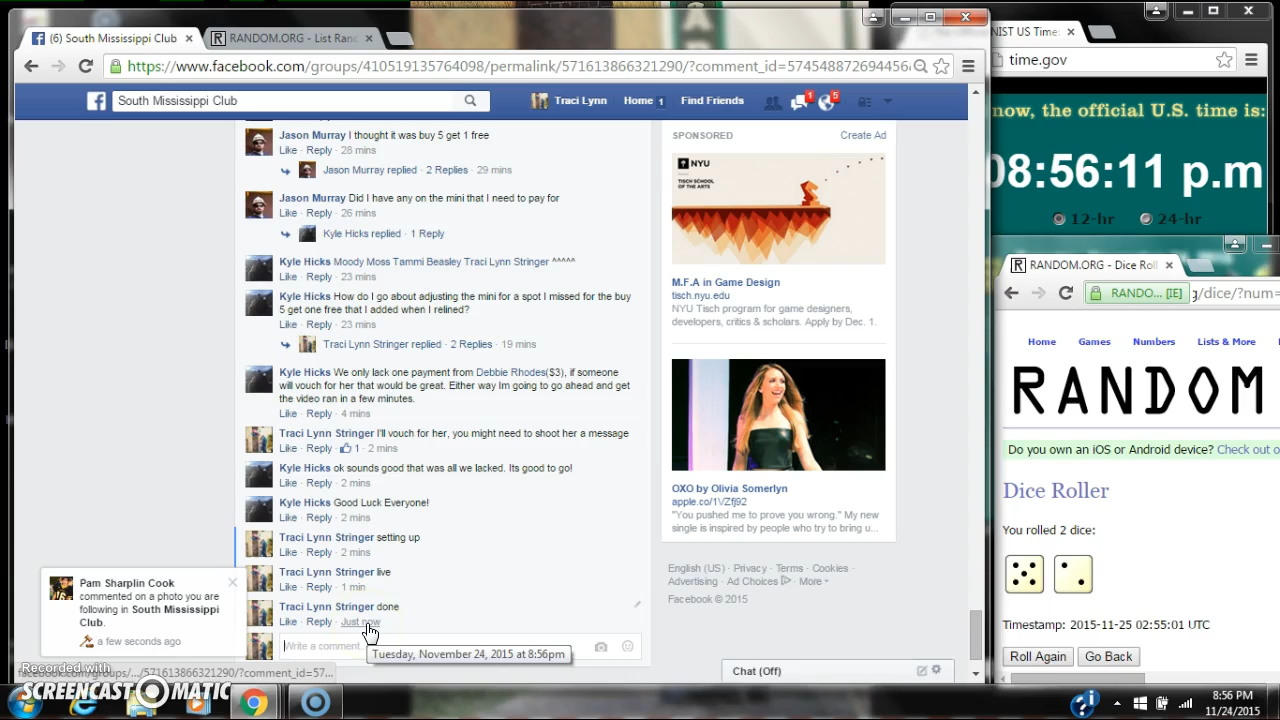 (6) South Mississippi Club
RANDOM.ORG - List Ran
https://www.facebook.com/groups/410519135764098/permalink/571613866321290/?comment_id=574548872694456
South Mississippi Club
Traci Lynn
Home 1
Find Friends
1
5
Jason Murray I thought it was buy 5 get 1 free
Like · Reply · 28 mins
Jason Murray replied · 2 Replies · 29 mins
Jason Murray Did I have any on the mini that I need to pay for
Like · Reply · 26 mins
Kyle Hicks replied · 1 Reply
Kyle Hicks Moody Moss Tammi Beasley Traci Lynn Stringer ^^^^^
Like · Reply · 23 mins
Kyle Hicks How do I go about adjusting the mini for a spot I missed for the buy
5 get one free that I added when I relined?
Like · Reply · 23 mins
Traci Lynn Stringer replied · 2 Replies · 19 mins
Kyle Hicks We only lack one payment from Debbie Rhodes($3), if someone
will vouch for her that would be great. Either way Im going to go ahead and get
the video ran in a few minutes.
Like · Reply · 4 mins
Traci Lynn Stringer I'll vouch for her, you might need to shoot her a message
Like · Reply · 1 · 2 mins
Kyle Hicks ok sounds good that was all we lacked. Its good to go!
Like · Reply · 2 mins
Kyle Hicks Good Luck Everyone!
Like · Reply · 2 mins
Traci Lynn Stringer setting up
Like · Reply · 2 mins
Traci Lynn Stringer live
Like · Reply · 1 min
Traci Lynn Stringer done
Like · Reply · Just now
Write a comment...
Tuesday, November 24, 2015 at 8:56pm
Pam Sharplin Cook
commented on a photo you are
following in South Mississippi
Club.
a few seconds ago
facebook.com/groups/.../571613866321290/?comment_id=57...
Recorded with
SCREENCAST MATIC
SPONSORED
Create Ad
NYU
TISCH SCHOOL
OF THE ARTS
M.F.A in Game Design
tisch.nyu.edu
NYU Tisch program for game designers,
developers, critics & scholars. Apply by Dec. 1.
OXO by Olivia Somerlyn
apple.co/1VZfj92
"You pushed me to prove you wrong." My new
single is inspired by people who try to bring u...
English (US) · Privacy · Terms · Cookies ·
Advertising · Ad Choices · More
Facebook © 2015
Chat (Off)
NIST US Time:
time.gov
now, the official U.S. time is:
08:56:11 p.m
12-hr
24-hr
RANDOM.ORG - Dice Roll
RANDO... [IE]
g/dice/?num=
Home
Games
Numbers
Lists & More
RANDOM
Do you own an iOS or Android device? Check out o
Dice Roller
You rolled 2 dice:
Timestamp: 2015-11-25 02:55:01 UTC
Roll Again
Go Back
8:56 PM
11/24/2015